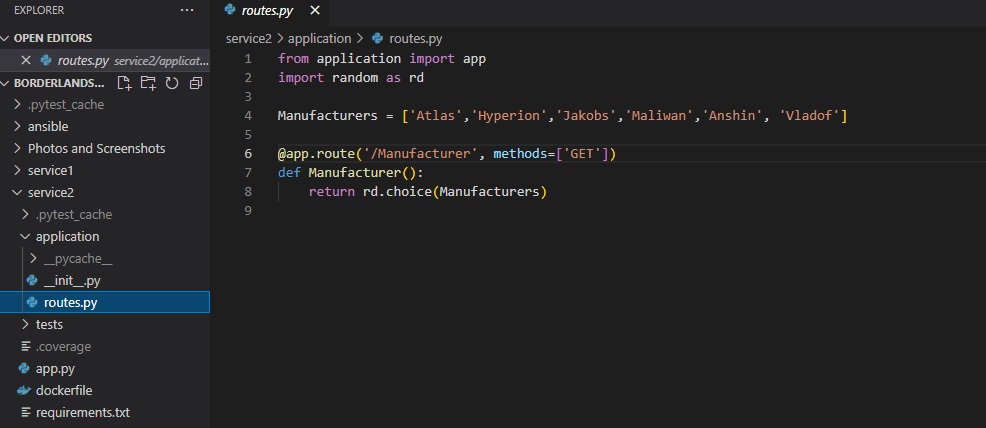 EXPLORER ···
OPEN EDITORS
routes.py service2/applicat...
BORDERLANDS...
.pytest_cache
ansible
Photos and Screenshots
service1
service2
.pytest_cache
application
__pycache__
__init__.py
routes.py
tests
.coverage
app.py
dockerfile
requirements.txt
routes.py
service2 > application > routes.py
1 from application import app
2 import random as rd
3
4 Manufacturers = ['Atlas','Hyperion','Jakobs','Maliwan','Anshin', 'Vladof']
5
6 @app.route('/Manufacturer', methods=['GET'])
7 def Manufacturer():
8     return rd.choice(Manufacturers)
9